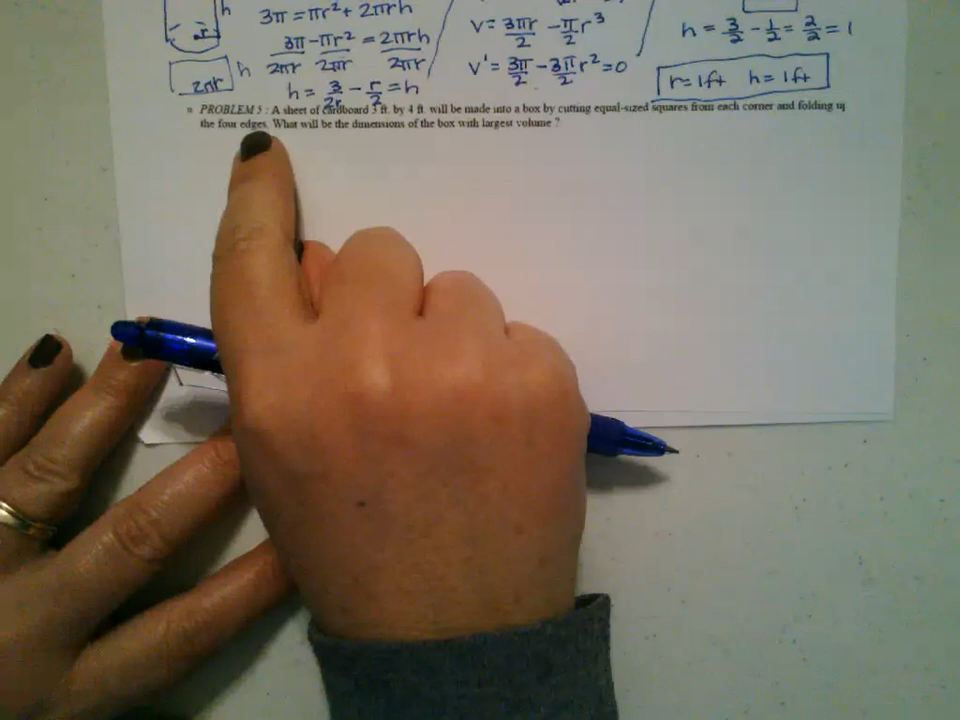 h
3π = πr² + 2πrh
3π/2πr - πr²/2πr = 2πrh/2πr
2πr h
h = 3/2r - r/2 = h
V = 3πr/2 - π/2 r³
V' = 3π/2 - 3π/2 r² = 0
h = 3/2 - 1/2 = 2/2 = 1
r = 1ft h = 1ft
PROBLEM 5 : A sheet of cardboard 3 ft. by 4 ft. will be made into a box by cutting equal-sized squares from each corner and folding up
the four edges. What will be the dimensions of the box with largest volume ?